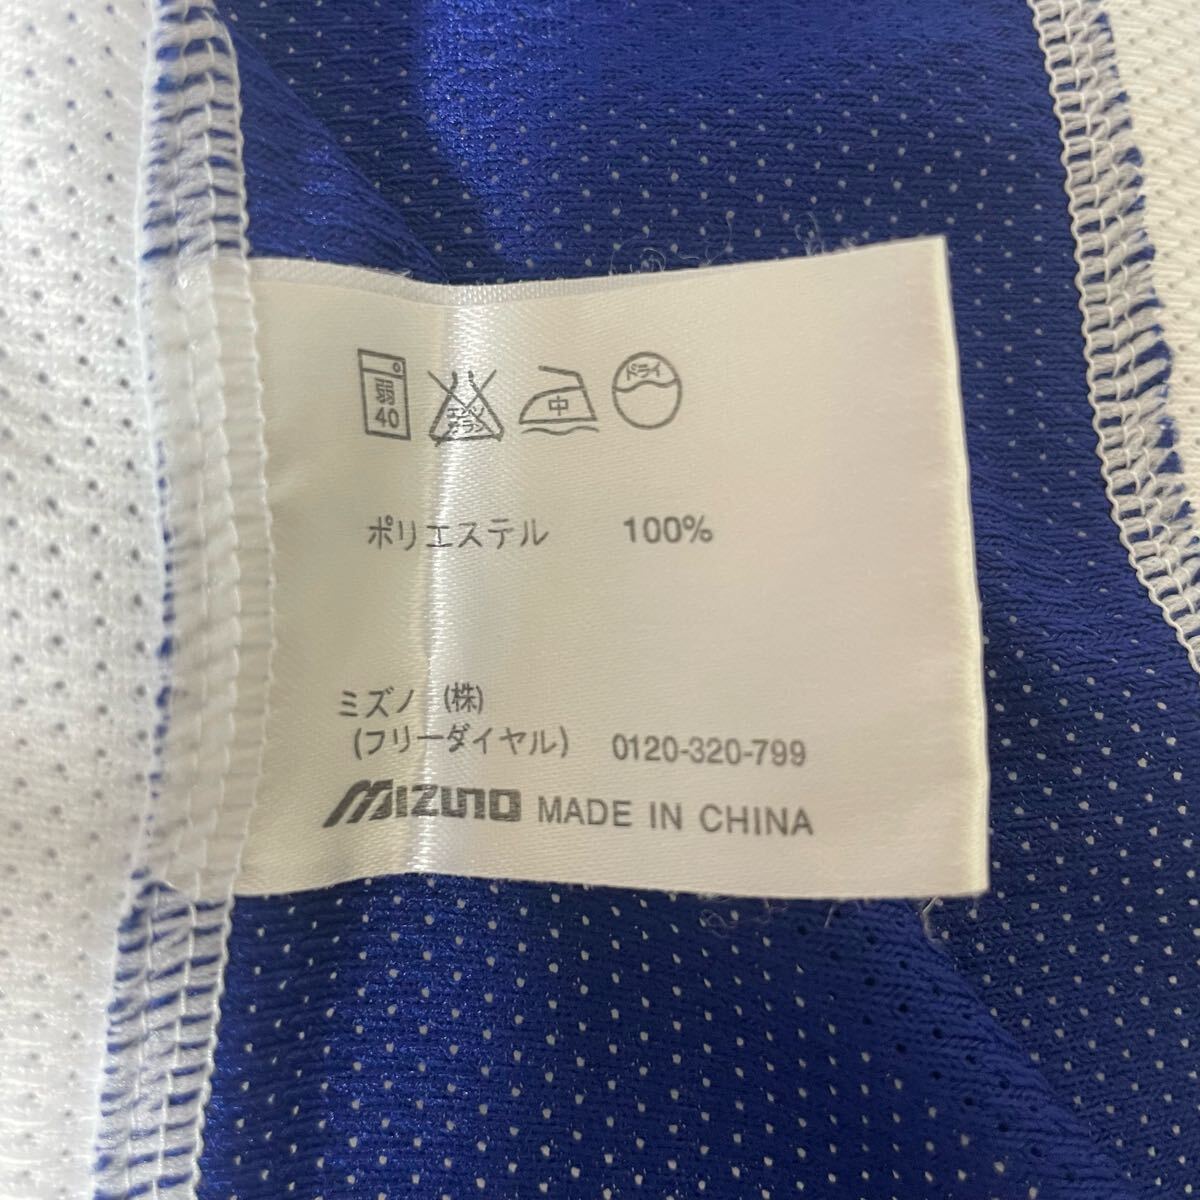 弱 エンソ 中 ドライ
40 サラシ
ポリエステル 100%
ミズノ (株)
(フリーダイヤル) 0120-320-799
MIZUNO MADE IN CHINA